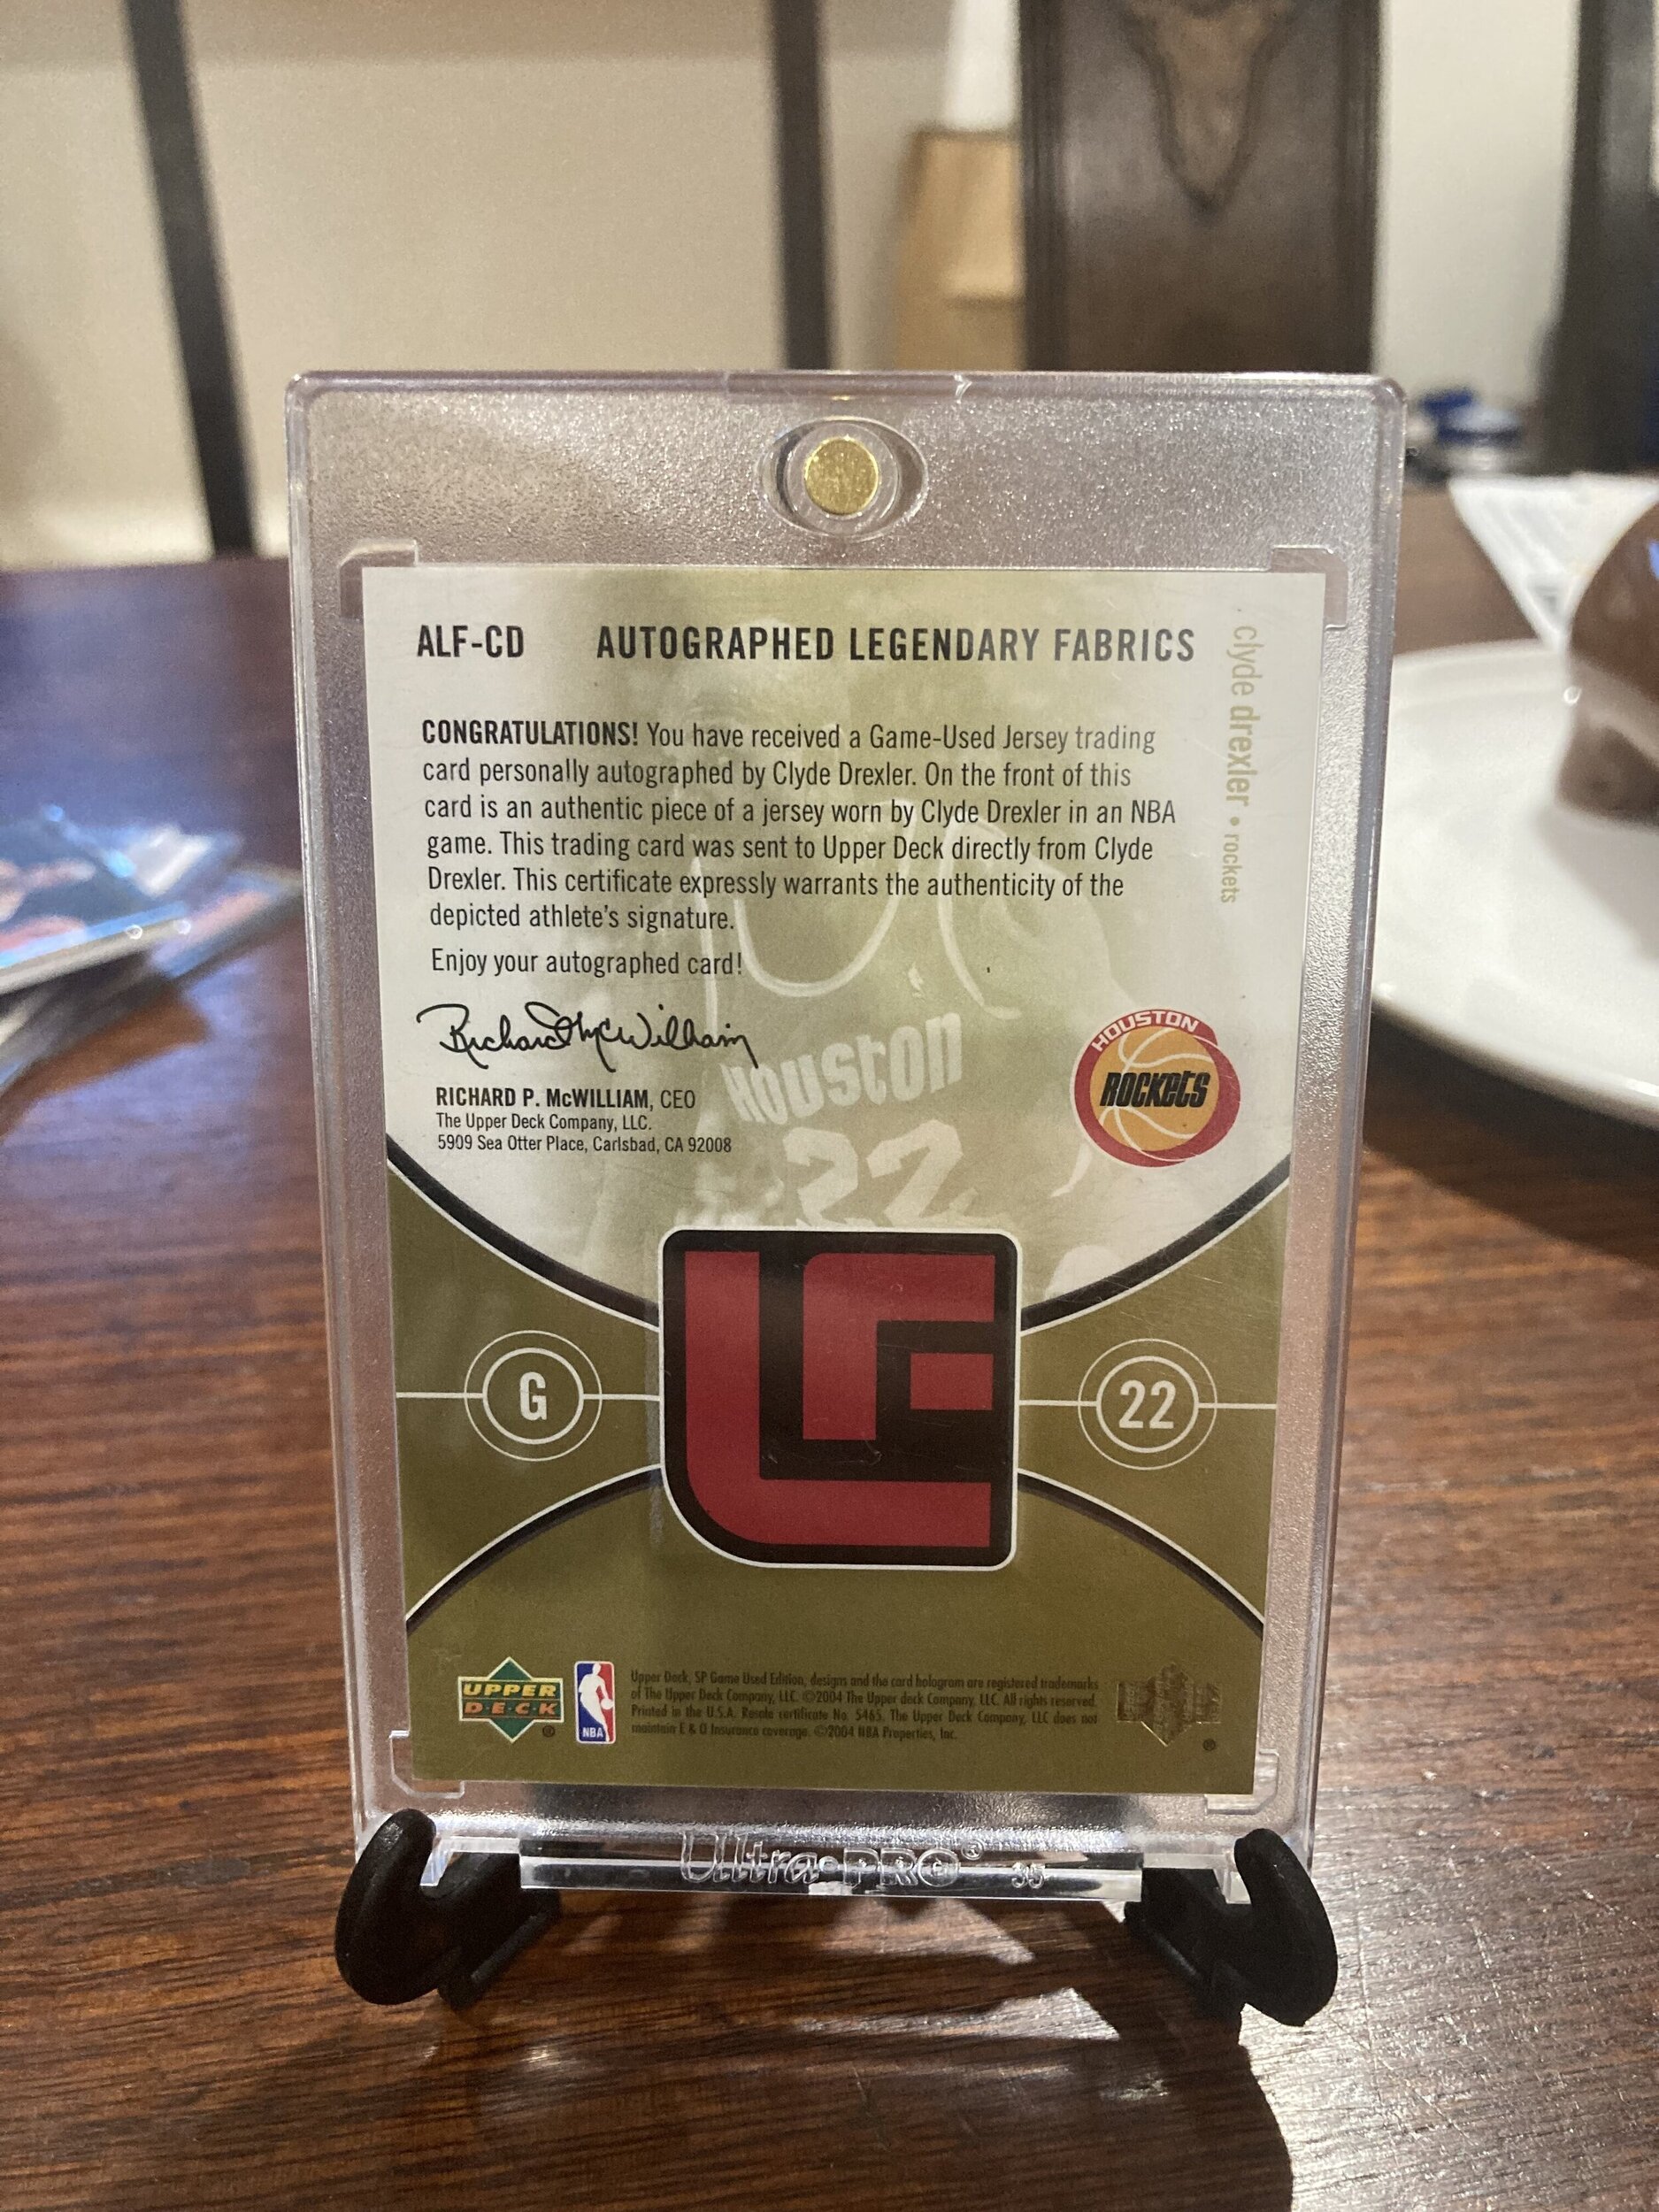 ALF-CD AUTOGRAPHED LEGENDARY FABRICS
clyde drexler • rockets
CONGRATULATIONS! You have received a Game-Used Jersey trading
card personally autographed by Clyde Drexler. On the front of this
card is an authentic piece of a jersey worn by Clyde Drexler in an NBA
game. This trading card was sent to Upper Deck directly from Clyde
Drexler. This certificate expressly warrants the authenticity of the
depicted athlete's signature.
Enjoy your autographed card!
Richard McWilliam
RICHARD P. McWILLIAM, CEO
The Upper Deck Company, LLC.
5909 Sea Otter Place, Carlsbad, CA 92008
HOUSTON
22
HOUSTON
ROCKETS
G
LF
22
UPPER
DECK
®
NBA
Upper Deck, SP Game Used Edition, designs and the card hologram are registered trademarks
of The Upper Deck Company, LLC. ©2004 The Upper deck Company, LLC. All rights reserved.
Printed in the U.S.A. Resale certificate No. 5465. The Upper Deck Company, LLC does not
maintain E & O Insurance coverage. ©2004 NBA Properties, Inc.
®
Ultra•PRO® 35